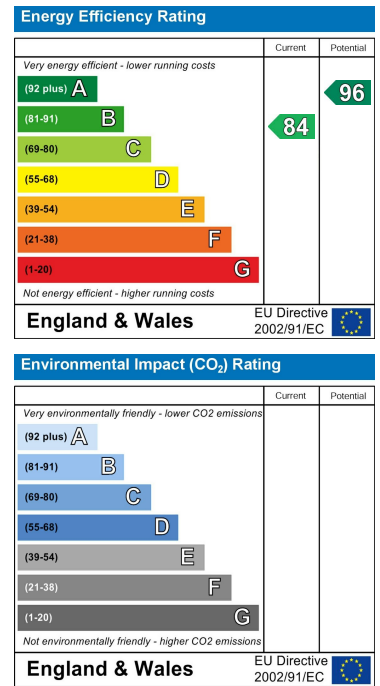 Energy Efficiency Rating
Current Potential
Very energy efficient - lower running costs
(92 plus) A
96
(81-91) B
84
(69-80) C
(55-68) D
(39-54) E
(21-38) F
(1-20) G
Not energy efficient - higher running costs
England & Wales
EU Directive
2002/91/EC
Environmental Impact (CO₂) Rating
Current Potential
Very environmentally friendly - lower CO2 emissions
(92 plus) A
(81-91) B
(69-80) C
(55-68) D
(39-54) E
(21-38) F
(1-20) G
Not environmentally friendly - higher CO2 emissions
England & Wales
EU Directive
2002/91/EC